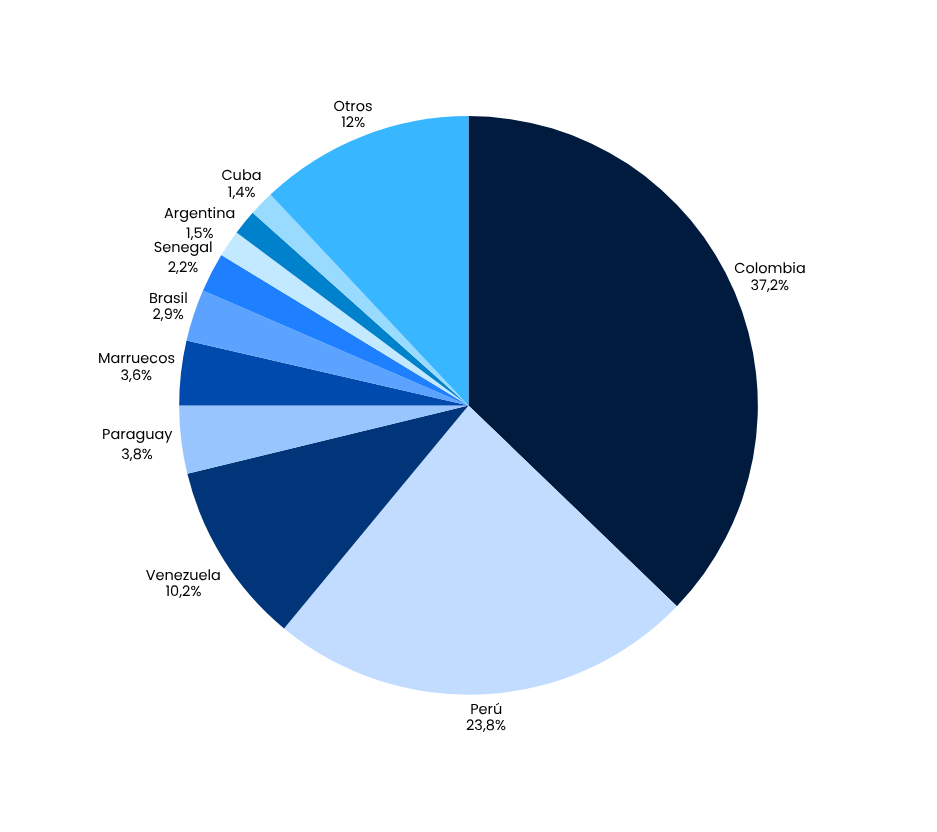 Otros
12%
Cuba
1,4%
Argentina
1,5%
Senegal
2,2%
Brasil
2,9%
Marruecos
3,6%
Paraguay
3,8%
Venezuela
10,2%
Perú
23,8%
Colombia
37,2%